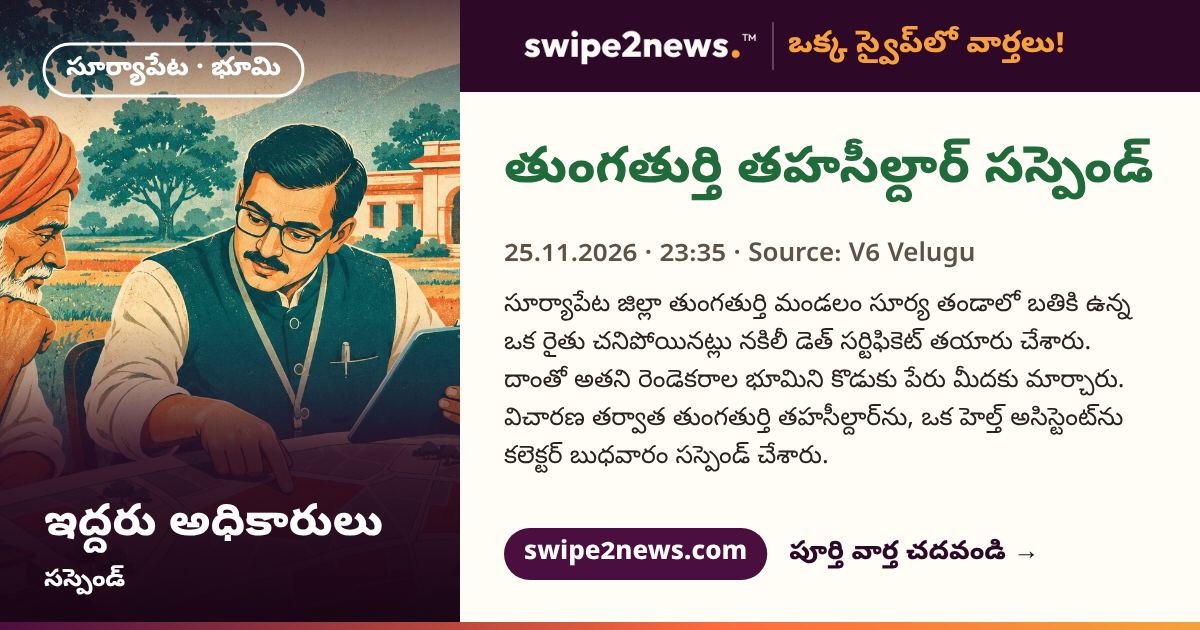 సూర్యాపేట · భూమి
swipe2news.™
ఒక్క స్వైప్‌లో వార్తలు!
తుంగతుర్తి తహసీల్దార్ సస్పెండ్
25.11.2026 · 23:35 · Source: V6 Velugu
సూర్యాపేట జిల్లా తుంగతుర్తి మండలం సూర్య తండాలో బతికి ఉన్న
ఒక రైతు చనిపోయినట్లు నకిలీ డెత్ సర్టిఫికెట్ తయారు చేశారు.
దాంతో అతని రెండెకరాల భూమిని కొడుకు పేరు మీదకు మార్చారు.
విచారణ తర్వాత తుంగతుర్తి తహసీల్దార్‌ను, ఒక హెల్త్ అసిస్టెంట్‌ను
కలెక్టర్ బుధవారం సస్పెండ్ చేశారు.
ఇద్దరు అధికారులు
సస్పెండ్
swipe2news.com
పూర్తి వార్త చదవండి →